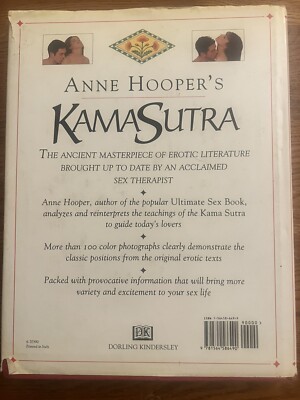 ANNE HOOPER'S
KAMA SUTRA
THE ANCIENT MASTERPIECE OF EROTIC LITERATURE
BROUGHT UP TO DATE BY AN ACCLAIMED
SEX THERAPIST
Anne Hooper, author of the popular Ultimate Sex Book,
analyzes and reinterprets the teachings of the Kama Sutra
to guide today's lovers
More than 100 color photographs clearly demonstrate the
classic positions from the original erotic texts
Packed with provocative information that will bring more
variety and excitement to your sex life
DK
DORLING KINDERSLEY